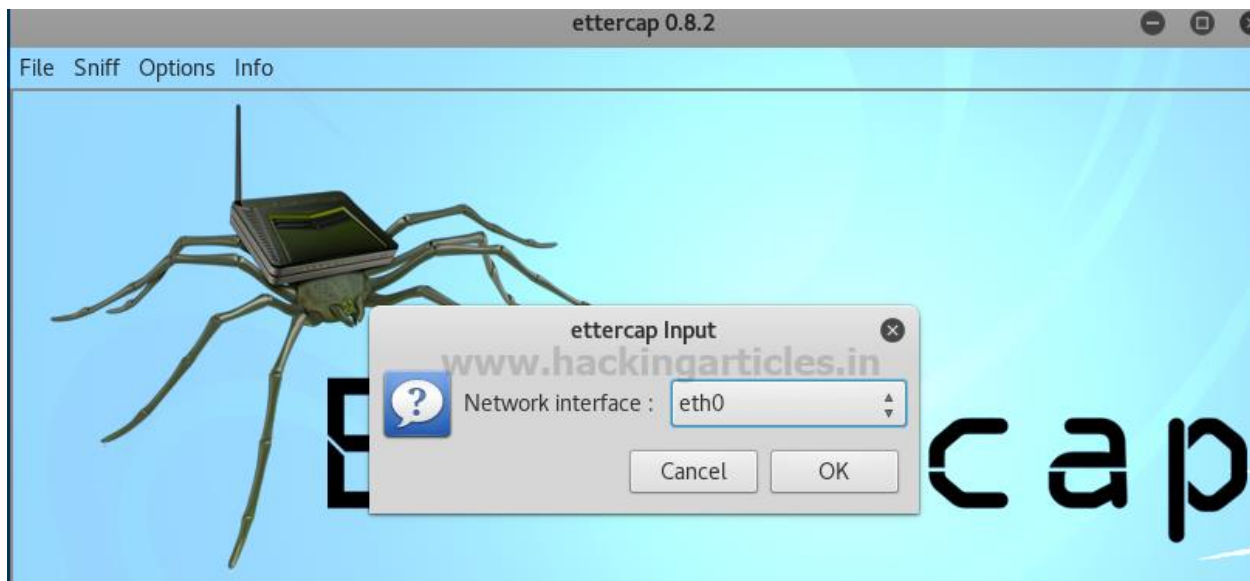 ettercap 0.8.2
File Sniff Options Info
ettercap Input
www.hackingarticles.in
Network interface : eth0
Cancel OK
E cap